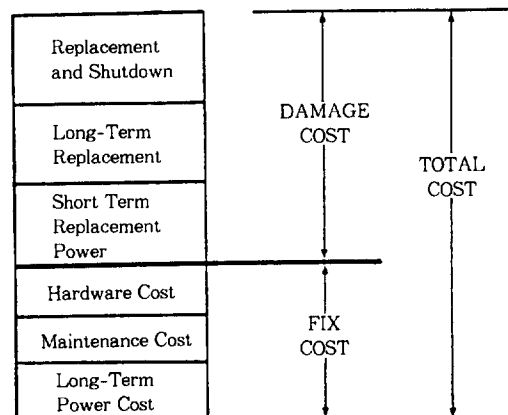 Replacement
and Shutdown
Long-Term
Replacement
Short Term
Replacement
Power
Hardware Cost
Maintenance Cost
Long-Term
Power Cost
DAMAGE
COST
FIX
COST
TOTAL
COST